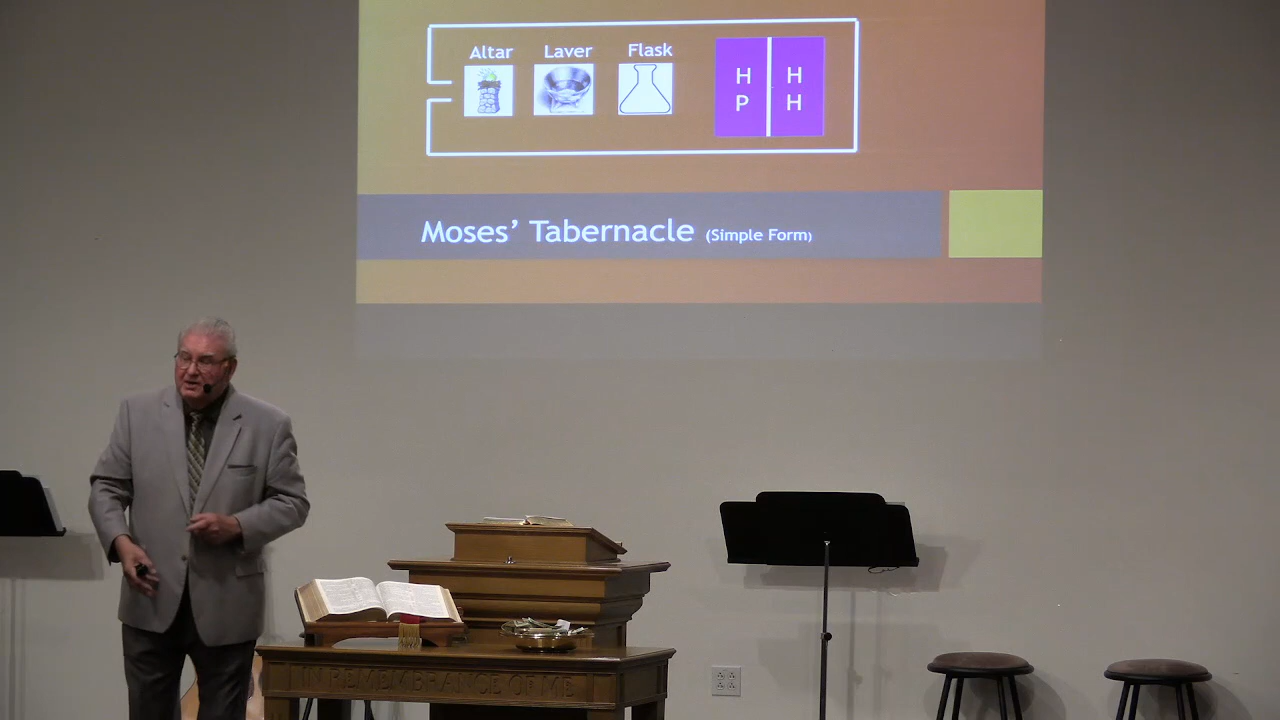 Altar Laver Flask
H H
P H
Moses’ Tabernacle (Simple Form)
IN REMEMBRANCE OF ME